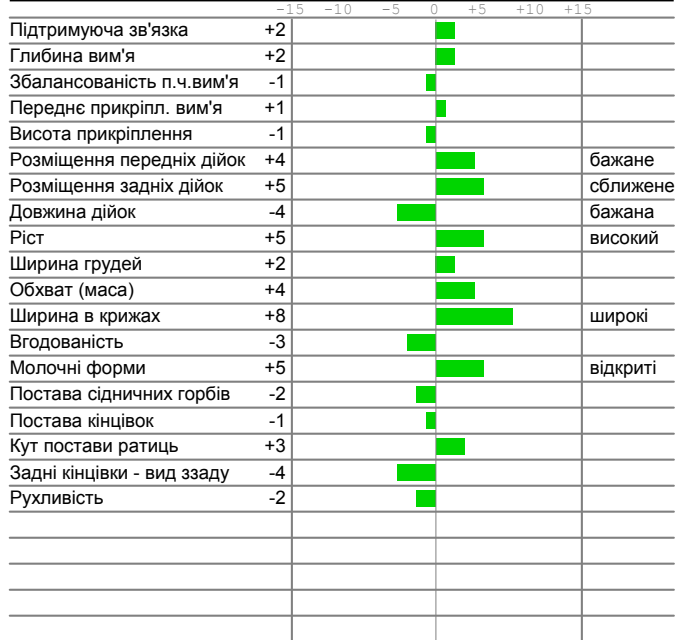 -15 -10 -5 0 +5 +10 +15
Підтримуюча зв'язка +2
Глибина вим'я +2
Збалансованість п.ч.вим'я -1
Переднє прикріпл. вим'я +1
Висота прикріплення -1
Розміщення передніх дійок +4 бажане
Розміщення задніх дійок +5 сближене
Довжина дійок -4 бажана
Ріст +5 високий
Ширина грудей +2
Обхват (маса) +4
Ширина в крижах +8 широкі
Вгодованість -3
Молочні форми +5 відкриті
Постава сідничних горбів -2
Постава кінцівок -1
Кут постави ратиць +3
Задні кінцівки - вид ззаду -4
Рухливість -2